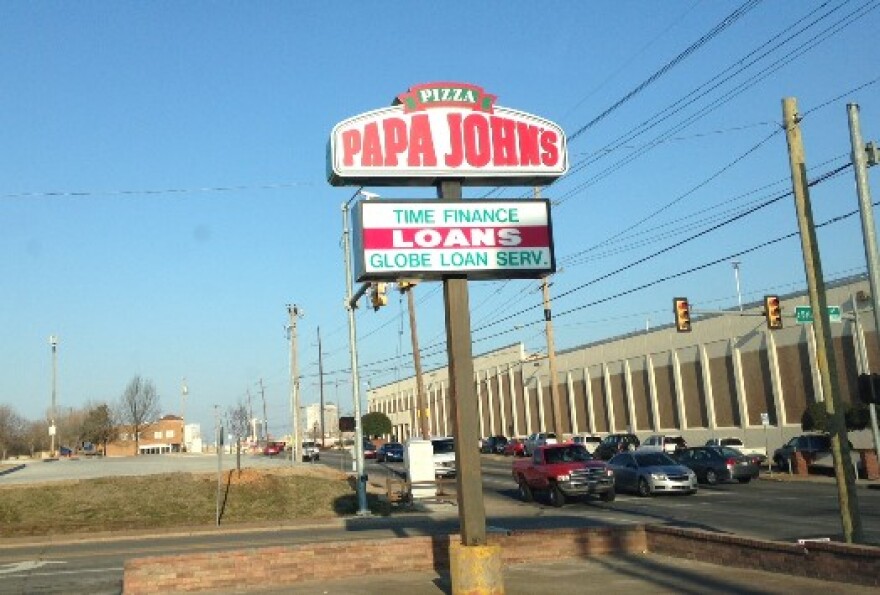 PIZZA
PAPA JOHN'S
TIME FINANCE
LOANS
GLOBE LOAN SERV.